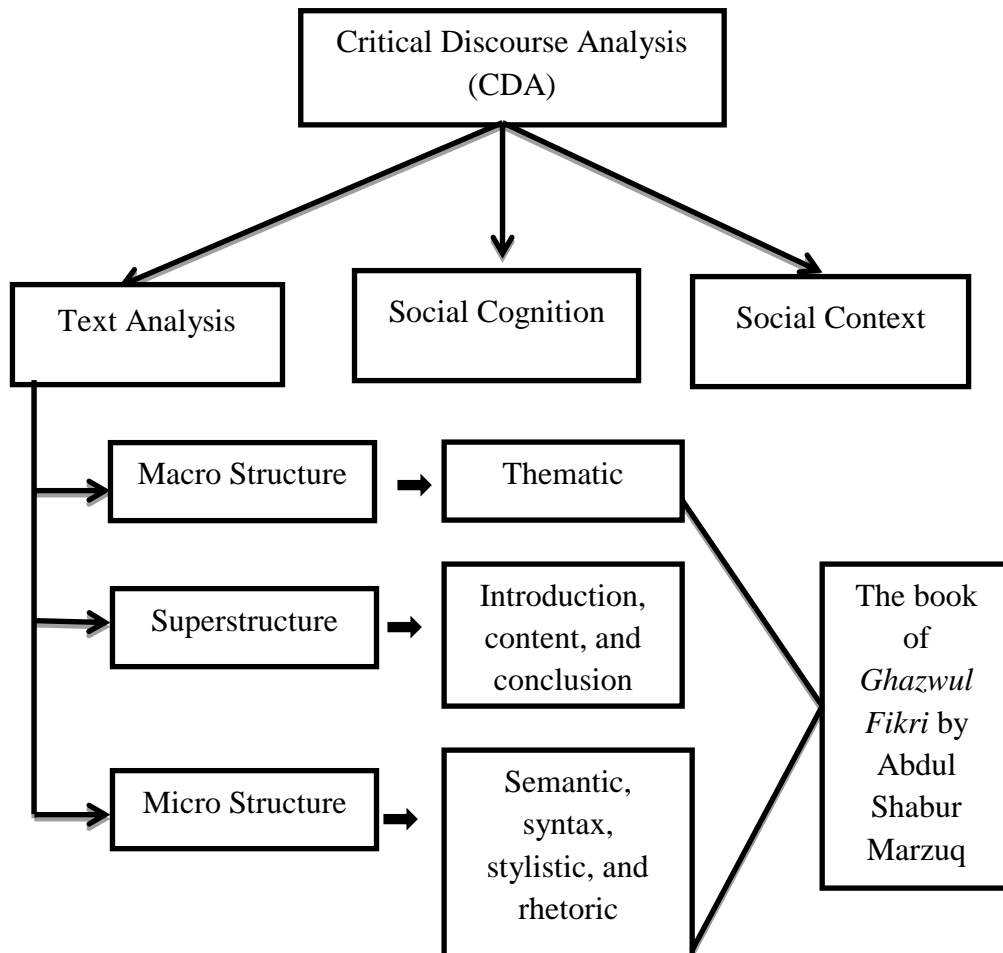 Critical Discourse Analysis
(CDA)
Text Analysis
Social Cognition
Social Context
Macro Structure
Thematic
Superstructure
Introduction,
content, and
conclusion
Micro Structure
Semantic,
syntax,
stylistic, and
rhetoric
The book
of
Ghazwul
Fikri by
Abdul
Shabur
Marzuq